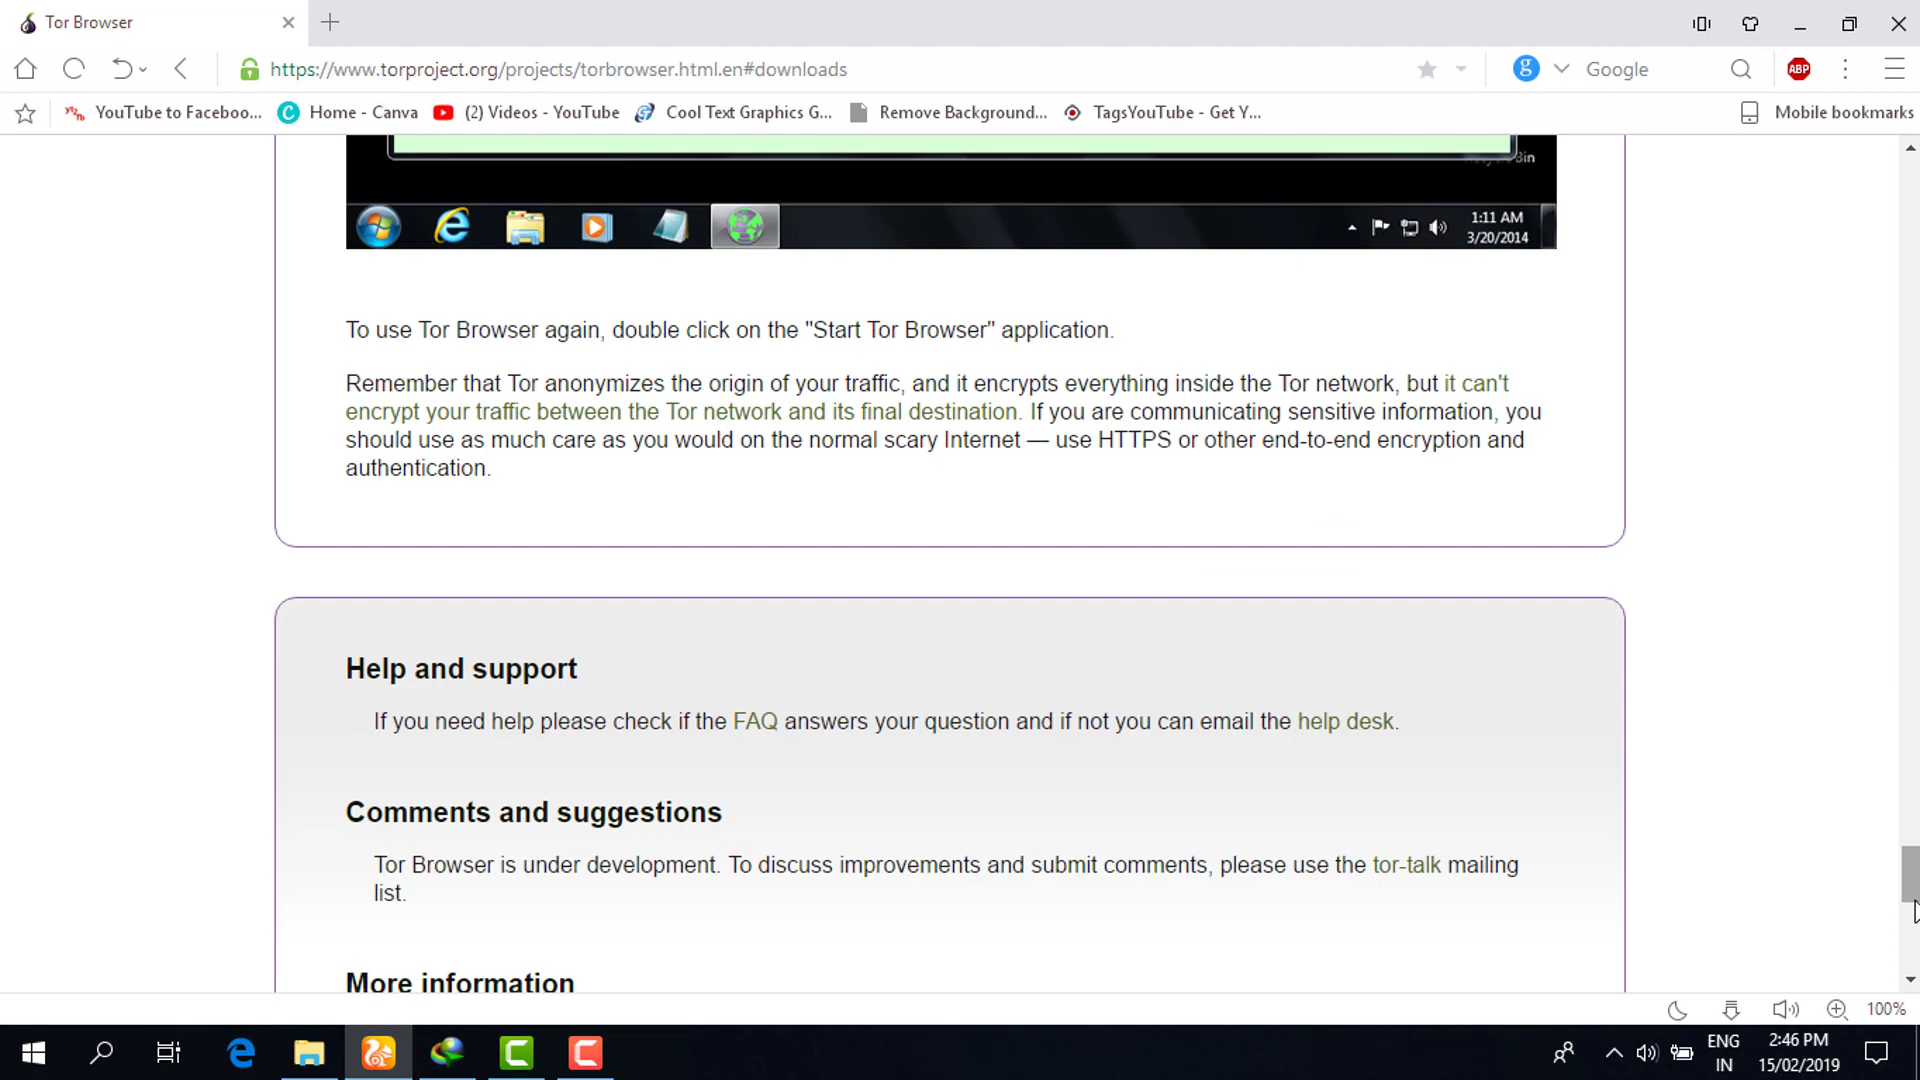 Tor Browser
https://www.torproject.org/projects/torbrowser.html.en#downloads
Google
ABP
YouTube to Faceboo...
Home - Canva
(2) Videos - YouTube
Cool Text Graphics G...
Remove Background...
TagsYouTube - Get Y...
Mobile bookmarks
1:11 AM
3/20/2014
To use Tor Browser again, double click on the "Start Tor Browser" application.
Remember that Tor anonymizes the origin of your traffic, and it encrypts everything inside the Tor network, but it can't
encrypt your traffic between the Tor network and its final destination. If you are communicating sensitive information, you
should use as much care as you would on the normal scary Internet — use HTTPS or other end-to-end encryption and
authentication.
Help and support
If you need help please check if the FAQ answers your question and if not you can email the help desk.
Comments and suggestions
Tor Browser is under development. To discuss improvements and submit comments, please use the tor-talk mailing
list.
More information
100%
ENG
IN
2:46 PM
15/02/2019